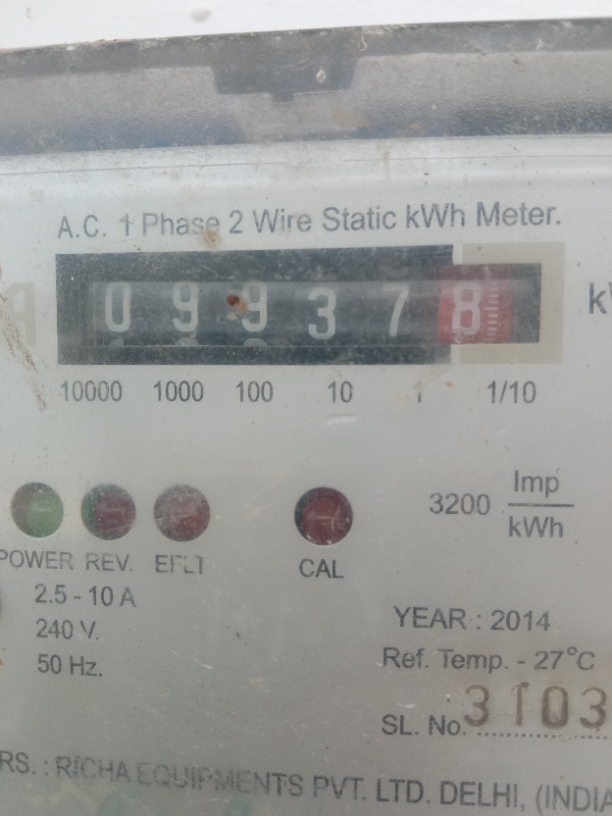 A.C. 1 Phase 2 Wire Static kWh Meter.
0 9 9 3 7 8
10000 1000 100 10 1 1/10
3200 Imp/kWh
POWER REV. EFLT CAL
2.5 - 10 A
240 V.
50 Hz.
YEAR : 2014
Ref. Temp. - 27°C
SL. No. 3103
RS. : RICHA EQUIPMENTS PVT. LTD. DELHI, (INDIA